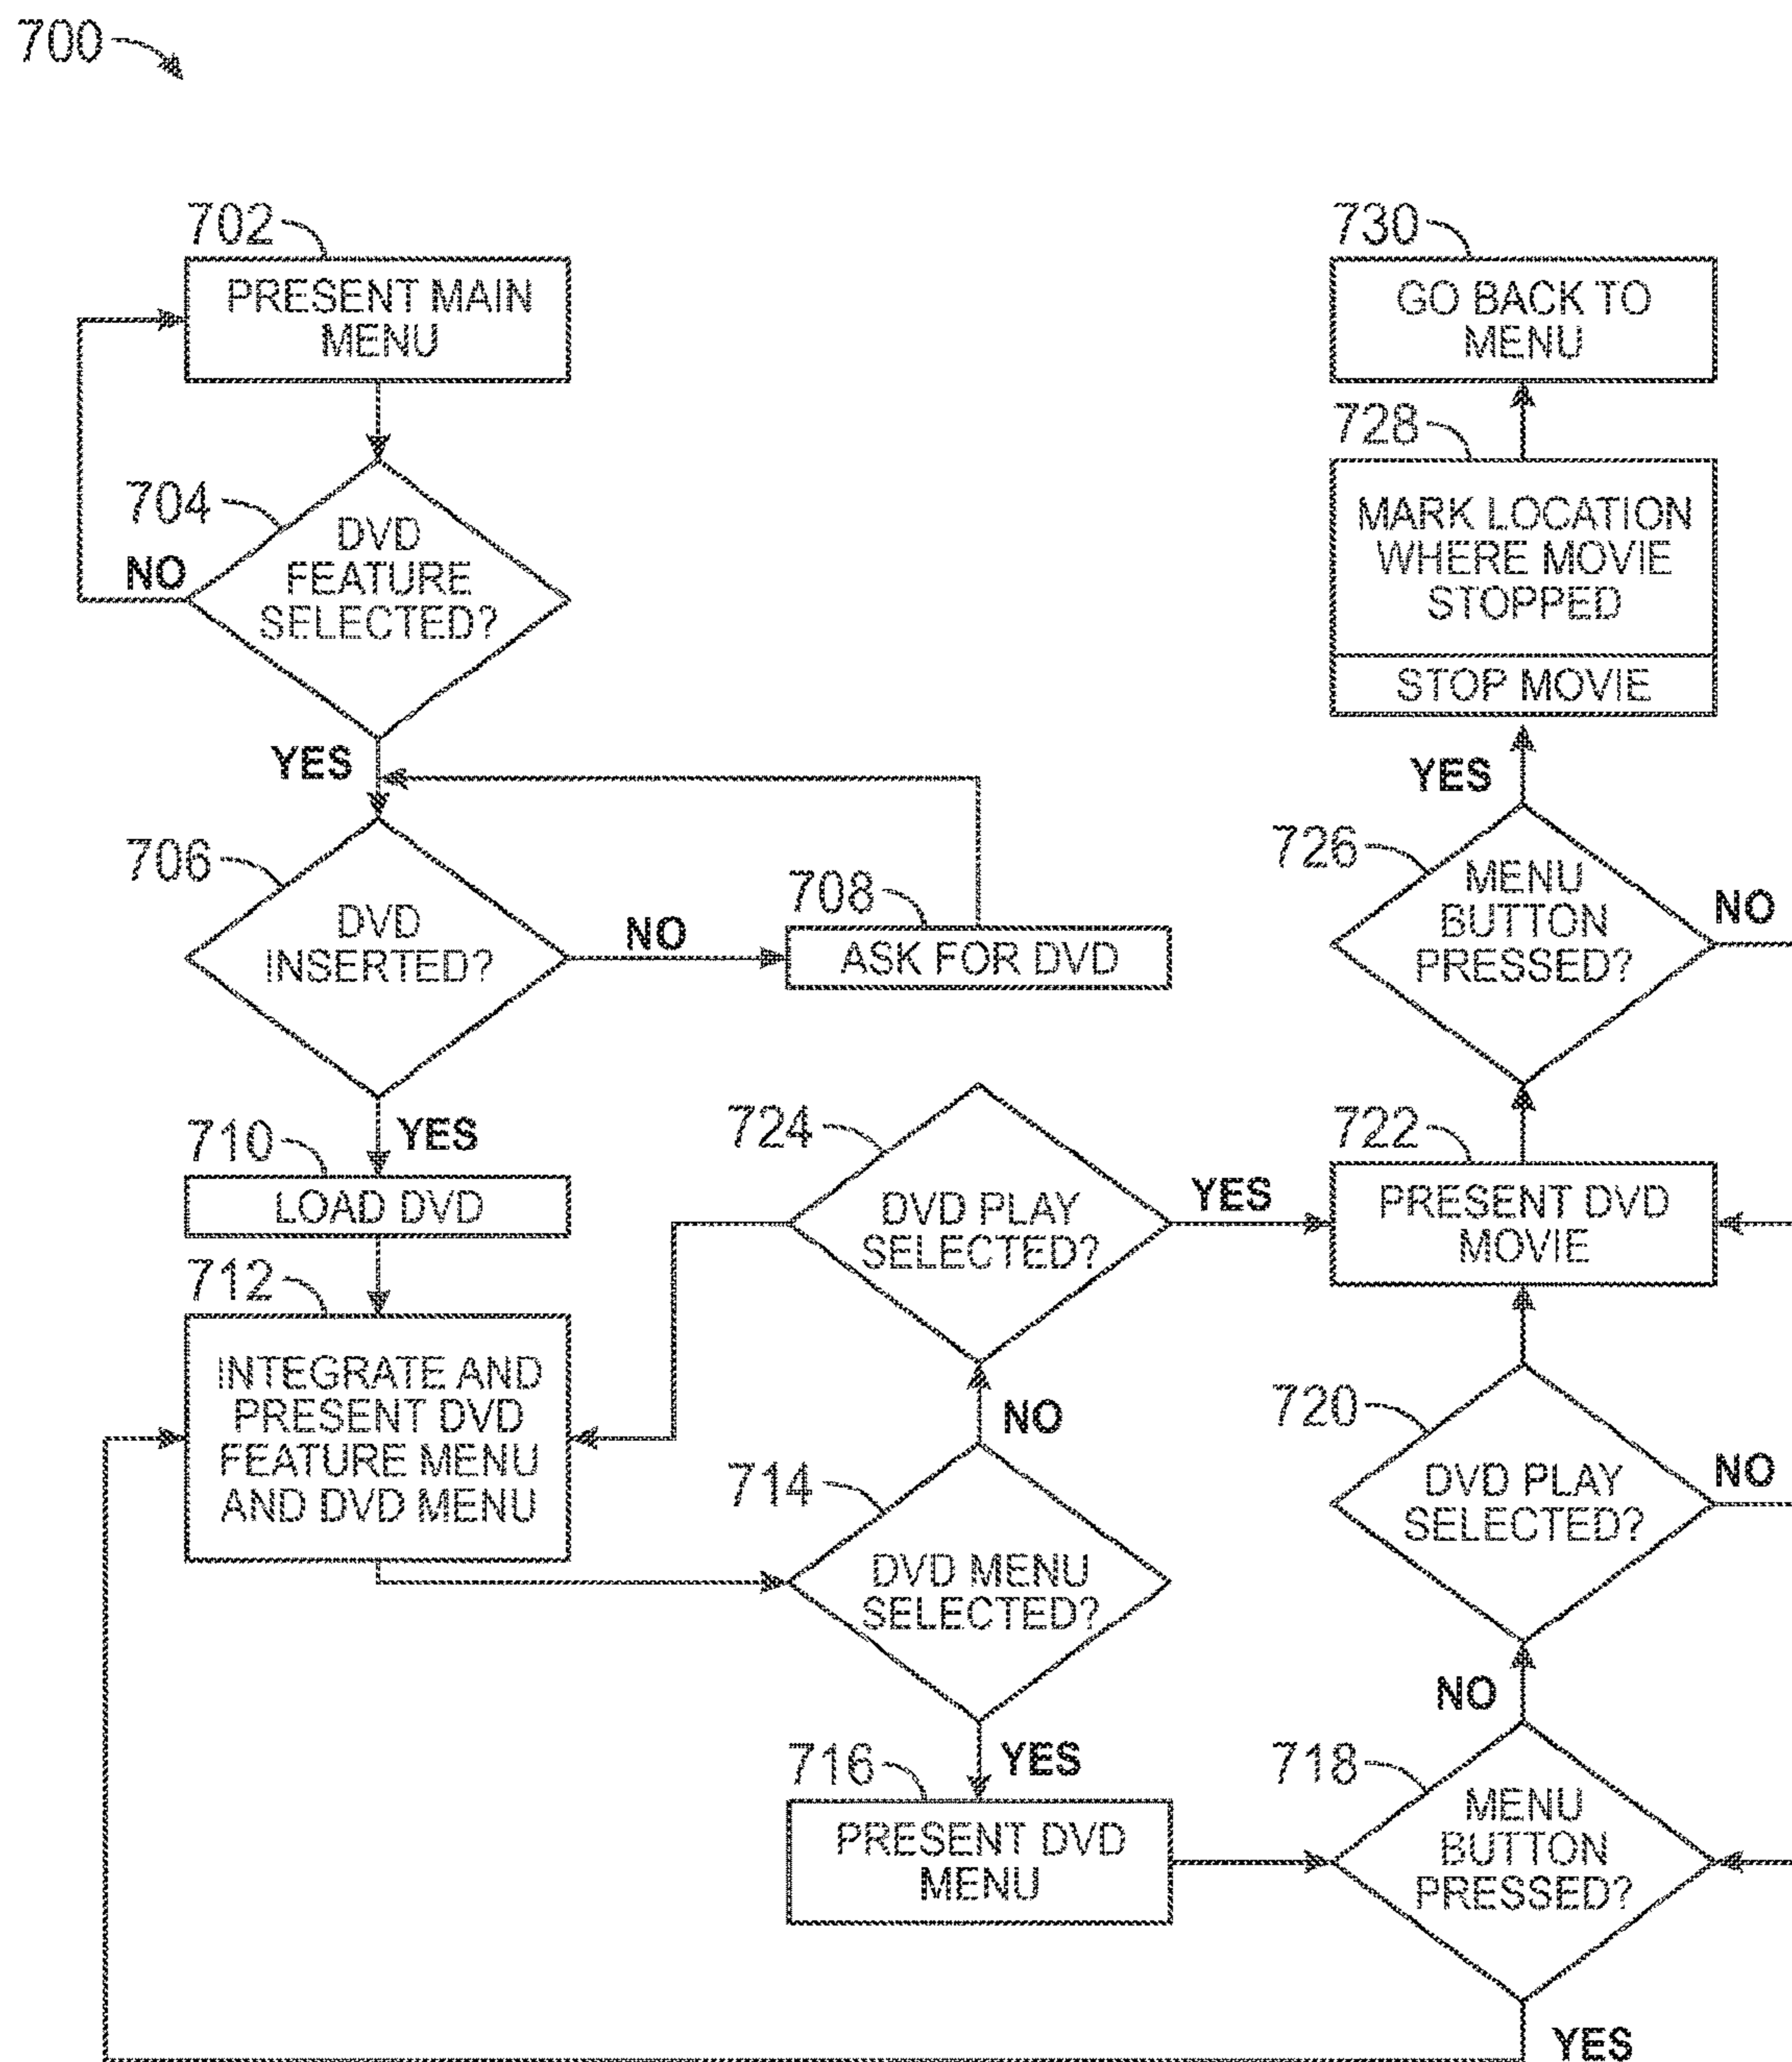 700
702
PRESENT MAIN
MENU
704
DVD
FEATURE
SELECTED?
NO
YES
706
DVD
INSERTED?
NO
708
ASK FOR DVD
YES
710
LOAD DVD
712
INTEGRATE AND
PRESENT DVD
FEATURE MENU
AND DVD MENU
714
DVD MENU
SELECTED?
NO
YES
716
PRESENT DVD
MENU
724
DVD PLAY
SELECTED?
YES
730
GO BACK TO
MENU
728
MARK LOCATION
WHERE MOVIE
STOPPED
STOP MOVIE
YES
726
MENU
BUTTON
PRESSED?
NO
722
PRESENT DVD
MOVIE
720
DVD PLAY
SELECTED?
NO
NO
718
MENU
BUTTON
PRESSED?
YES